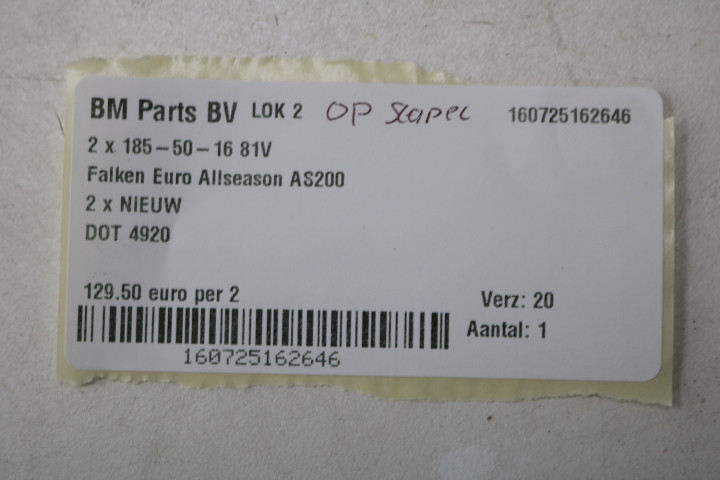 BM Parts BV LOK 2 OP Stapel 160725162646
2 x 185-50-16 81V
Falken Euro Allseason AS200
2 x NiEUW
DOT 4920
129.50 euro per 2
Verz: 20
Aantal: 1
160725162646